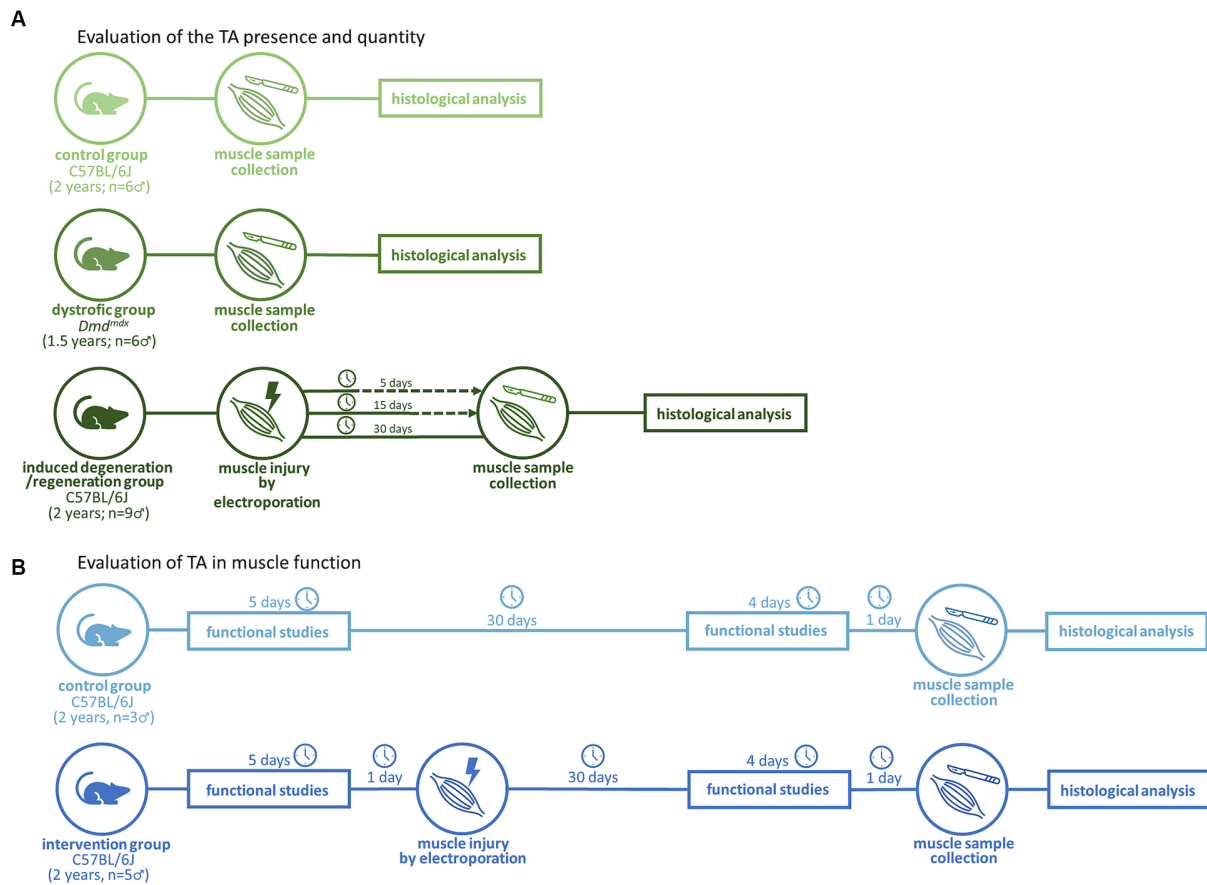 A
Evaluation of the TA presence and quantity
histological analysis
control group
C57BL/6J
(2 years; n=6♂)
muscle sample
collection
histological analysis
dystrofic group
Dmdmdx
(1.5 years; n=6♂)
muscle sample
collection
5 days
15 days
30 days
histological analysis
induced degeneration
/regeneration group
C57BL/6J
(2 years; n=9♂)
muscle injury
by
electroporation
muscle sample
collection
B
Evaluation of TA in muscle function
5 days
functional studies
30 days
4 days
functional studies
1 day
histological analysis
control group
C57BL/6J
(2 years, n=3♂)
muscle sample
collection
5 days
functional studies
1 day
30 days
4 days
functional studies
1 day
histological analysis
intervention group
C57BL/6J
(2 years, n=5♂)
muscle injury
by electroporation
muscle sample
collection